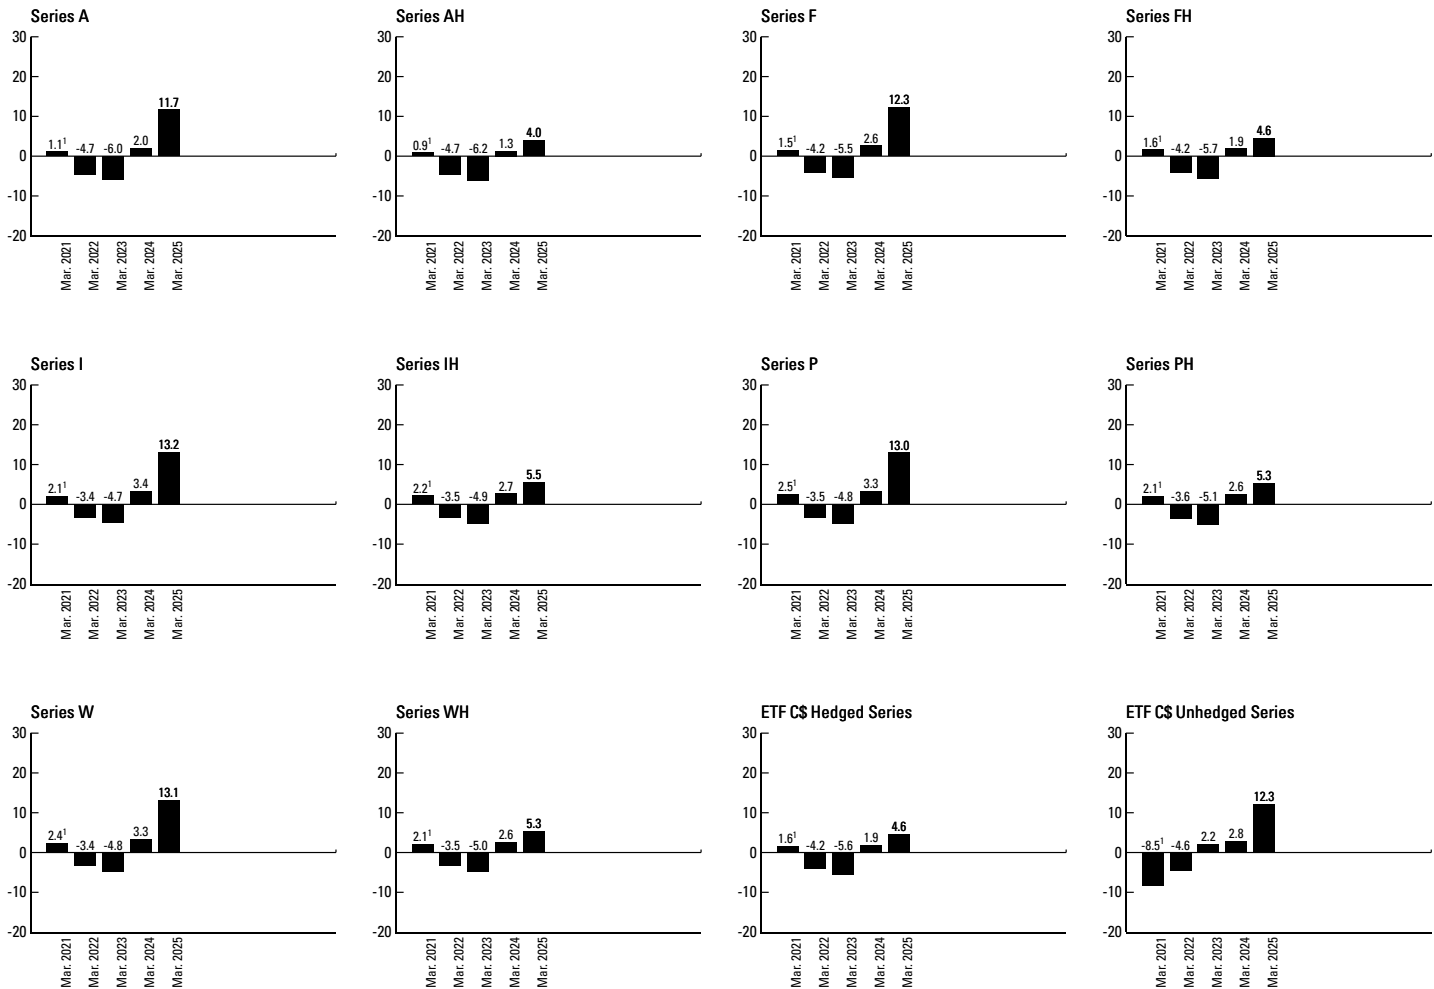 Series A
30
20
10
0
-10
-20
1.1¹ -4.7 -6.0 2.0 11.7
Mar. 2021
Mar. 2022
Mar. 2023
Mar. 2024
Mar. 2025
Series AH
30
20
10
0
-10
-20
0.9¹ -4.7 -6.2 1.3 4.0
Mar. 2021
Mar. 2022
Mar. 2023
Mar. 2024
Mar. 2025
Series F
30
20
10
0
-10
-20
1.5¹ -4.2 -5.5 2.6 12.3
Mar. 2021
Mar. 2022
Mar. 2023
Mar. 2024
Mar. 2025
Series FH
30
20
10
0
-10
-20
1.6¹ -4.2 -5.7 1.9 4.6
Mar. 2021
Mar. 2022
Mar. 2023
Mar. 2024
Mar. 2025
Series I
30
20
10
0
-10
-20
2.1¹ -3.4 -4.7 3.4 13.2
Mar. 2021
Mar. 2022
Mar. 2023
Mar. 2024
Mar. 2025
Series IH
30
20
10
0
-10
-20
2.2¹ -3.5 -4.9 2.7 5.5
Mar. 2021
Mar. 2022
Mar. 2023
Mar. 2024
Mar. 2025
Series P
30
20
10
0
-10
-20
2.5¹ -3.5 -4.8 3.3 13.0
Mar. 2021
Mar. 2022
Mar. 2023
Mar. 2024
Mar. 2025
Series PH
30
20
10
0
-10
-20
2.1¹ -3.6 -5.1 2.6 5.3
Mar. 2021
Mar. 2022
Mar. 2023
Mar. 2024
Mar. 2025
Series W
30
20
10
0
-10
-20
2.4¹ -3.4 -4.8 3.3 13.1
Mar. 2021
Mar. 2022
Mar. 2023
Mar. 2024
Mar. 2025
Series WH
30
20
10
0
-10
-20
2.1¹ -3.5 -5.0 2.6 5.3
Mar. 2021
Mar. 2022
Mar. 2023
Mar. 2024
Mar. 2025
ETF C$ Hedged Series
30
20
10
0
-10
-20
1.6¹ -4.2 -5.6 1.9 4.6
Mar. 2021
Mar. 2022
Mar. 2023
Mar. 2024
Mar. 2025
ETF C$ Unhedged Series
30
20
10
0
-10
-20
-8.5¹ -4.6 2.2 2.8 12.3
Mar. 2021
Mar. 2022
Mar. 2023
Mar. 2024
Mar. 2025